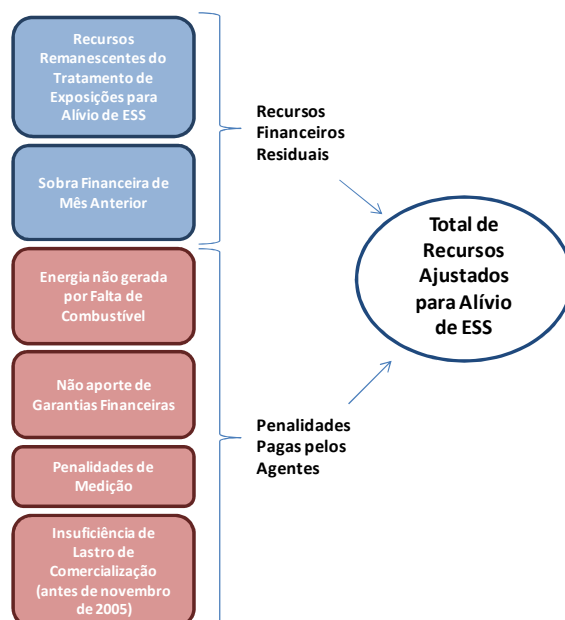 Recursos
Remanescentes do
Tratamento de
Exposições para
Alívio de ESS
Sobra Financeira de
Mês Anterior
Recursos
Financeiros
Residuais
Energia não gerada
por Falta de
Combustível
Não aporte de
Garantias Financeiras
Penalidades de
Medição
Insuficiência de
Lastro de
Comercialização
(antes de novembro
de 2005)
Penalidades
Pagas pelos
Agentes
Total de
Recursos
Ajustados
para Alívio
de ESS